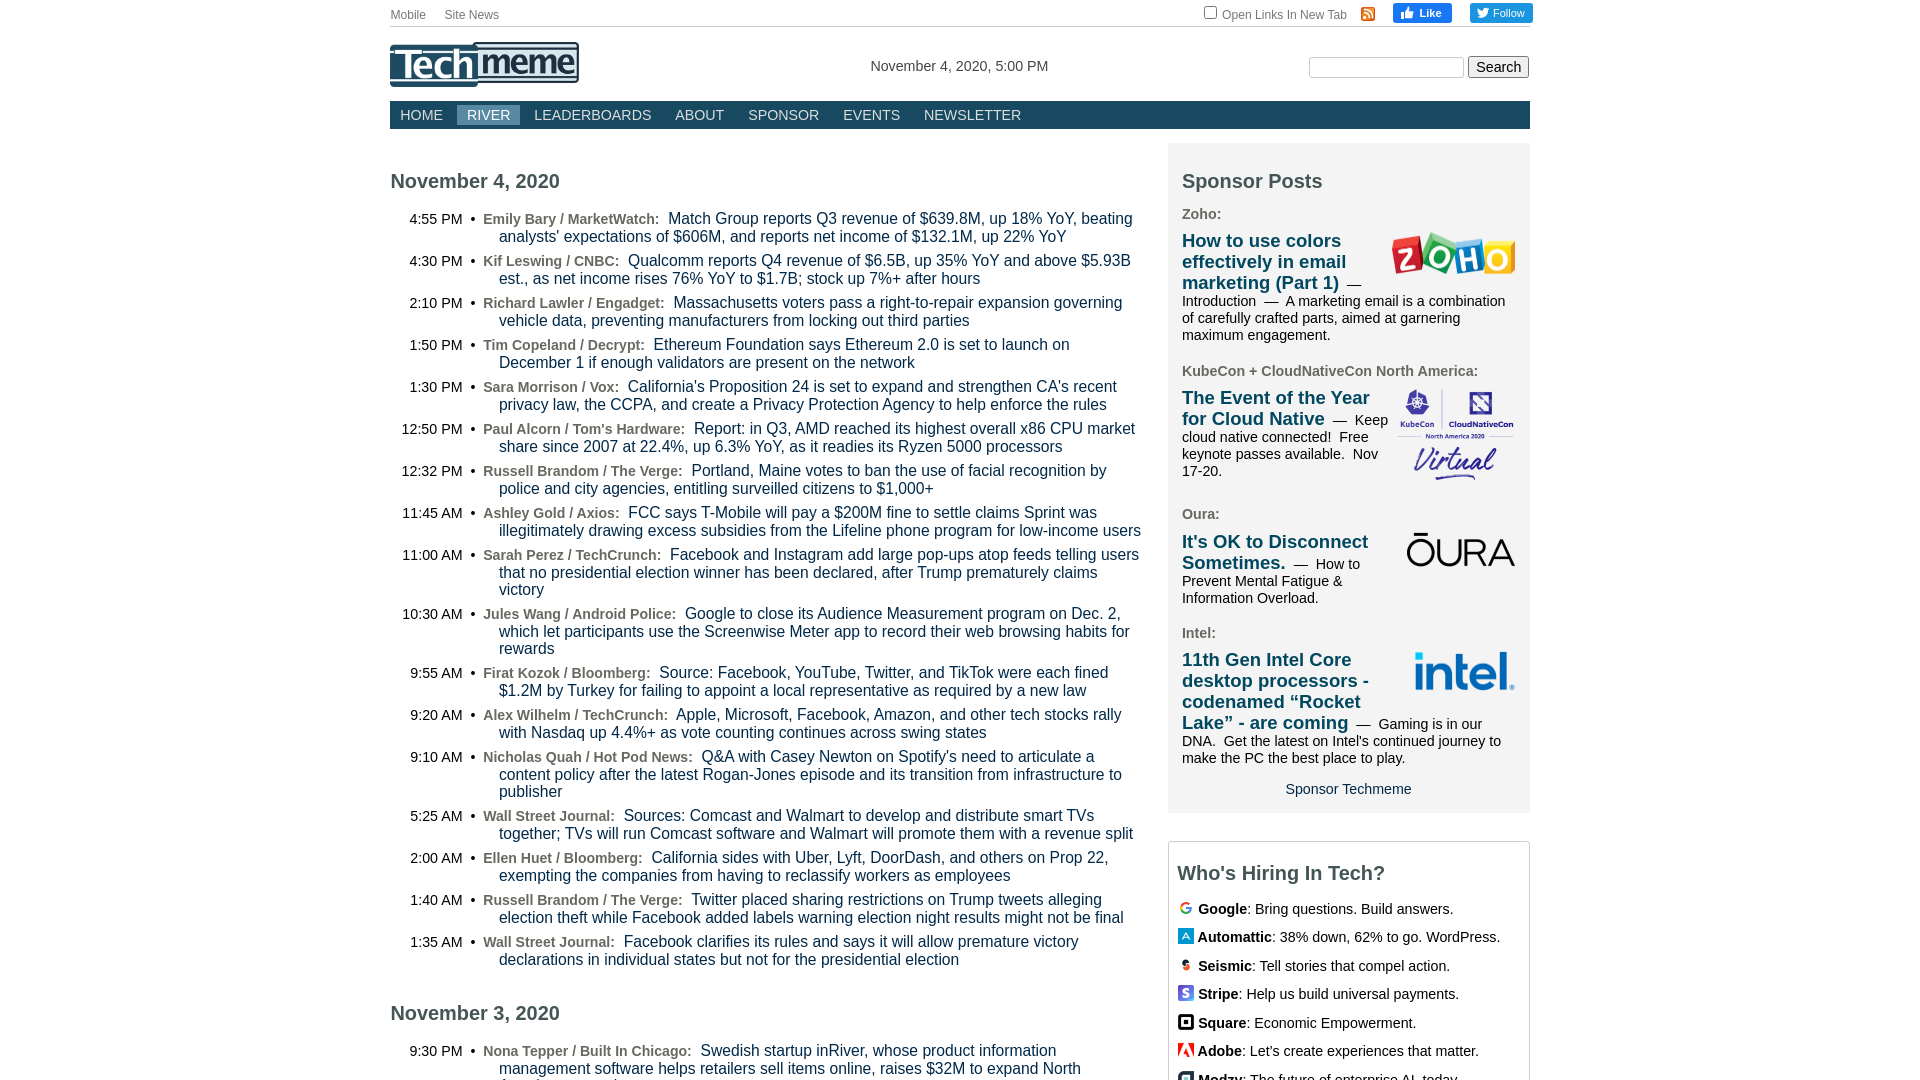 Mobile Site News Open Links In New Tab Like Follow
Techmeme November 4, 2020, 5:00 PM Search
HOME RIVER LEADERBOARDS ABOUT SPONSOR EVENTS NEWSLETTER
November 4, 2020
4:55 PM • Emily Bary / MarketWatch: Match Group reports Q3 revenue of $639.8M, up 18% YoY, beating
analysts' expectations of $606M, and reports net income of $132.1M, up 22% YoY
4:30 PM • Kif Leswing / CNBC: Qualcomm reports Q4 revenue of $6.5B, up 35% YoY and above $5.93B
est., as net income rises 76% YoY to $1.7B; stock up 7%+ after hours
2:10 PM • Richard Lawler / Engadget: Massachusetts voters pass a right-to-repair expansion governing
vehicle data, preventing manufacturers from locking out third parties
1:50 PM • Tim Copeland / Decrypt: Ethereum Foundation says Ethereum 2.0 is set to launch on
December 1 if enough validators are present on the network
1:30 PM • Sara Morrison / Vox: California's Proposition 24 is set to expand and strengthen CA's recent
privacy law, the CCPA, and create a Privacy Protection Agency to help enforce the rules
12:50 PM • Paul Alcorn / Tom's Hardware: Report: in Q3, AMD reached its highest overall x86 CPU market
share since 2007 at 22.4%, up 6.3% YoY, as it readies its Ryzen 5000 processors
12:32 PM • Russell Brandom / The Verge: Portland, Maine votes to ban the use of facial recognition by
police and city agencies, entitling surveilled citizens to $1,000+
11:45 AM • Ashley Gold / Axios: FCC says T-Mobile will pay a $200M fine to settle claims Sprint was
illegitimately drawing excess subsidies from the Lifeline phone program for low-income users
11:00 AM • Sarah Perez / TechCrunch: Facebook and Instagram add large pop-ups atop feeds telling users
that no presidential election winner has been declared, after Trump prematurely claims
victory
10:30 AM • Jules Wang / Android Police: Google to close its Audience Measurement program on Dec. 2,
which let participants use the Screenwise Meter app to record their web browsing habits for
rewards
9:55 AM • Firat Kozok / Bloomberg: Source: Facebook, YouTube, Twitter, and TikTok were each fined
$1.2M by Turkey for failing to appoint a local representative as required by a new law
9:20 AM • Alex Wilhelm / TechCrunch: Apple, Microsoft, Facebook, Amazon, and other tech stocks rally
with Nasdaq up 4.4%+ as vote counting continues across swing states
9:10 AM • Nicholas Quah / Hot Pod News: Q&A with Casey Newton on Spotify's need to articulate a
content policy after the latest Rogan-Jones episode and its transition from infrastructure to
publisher
5:25 AM • Wall Street Journal: Sources: Comcast and Walmart to develop and distribute smart TVs
together; TVs will run Comcast software and Walmart will promote them with a revenue split
2:00 AM • Ellen Huet / Bloomberg: California sides with Uber, Lyft, DoorDash, and others on Prop 22,
exempting the companies from having to reclassify workers as employees
1:40 AM • Russell Brandom / The Verge: Twitter placed sharing restrictions on Trump tweets alleging
election theft while Facebook added labels warning election night results might not be final
1:35 AM • Wall Street Journal: Facebook clarifies its rules and says it will allow premature victory
declarations in individual states but not for the presidential election
November 3, 2020
9:30 PM • Nona Tepper / Built In Chicago: Swedish startup inRiver, whose product information
management software helps retailers sell items online, raises $32M to expand North
Sponsor Posts
Zoho:
How to use colors
effectively in email
marketing (Part 1) —
Introduction — A marketing email is a combination
of carefully crafted parts, aimed at garnering
maximum engagement.
ZOHO
KubeCon + CloudNativeCon North America:
The Event of the Year
for Cloud Native — Keep
cloud native connected! Free
keynote passes available. Nov
17-20.
KubeCon CloudNativeCon
North America 2020
Virtual
Oura:
It's OK to Disconnect
Sometimes. — How to
Prevent Mental Fatigue &
Information Overload.
ŌURA
Intel:
11th Gen Intel Core
desktop processors -
codenamed “Rocket
Lake” - are coming — Gaming is in our
DNA. Get the latest on Intel's continued journey to
make the PC the best place to play.
intel®
Sponsor Techmeme
Who's Hiring In Tech?
Google: Bring questions. Build answers.
Automattic: 38% down, 62% to go. WordPress.
Seismic: Tell stories that compel action.
Stripe: Help us build universal payments.
Square: Economic Empowerment.
Adobe: Let’s create experiences that matter.
Modzy: The future of enterprise AI, today.